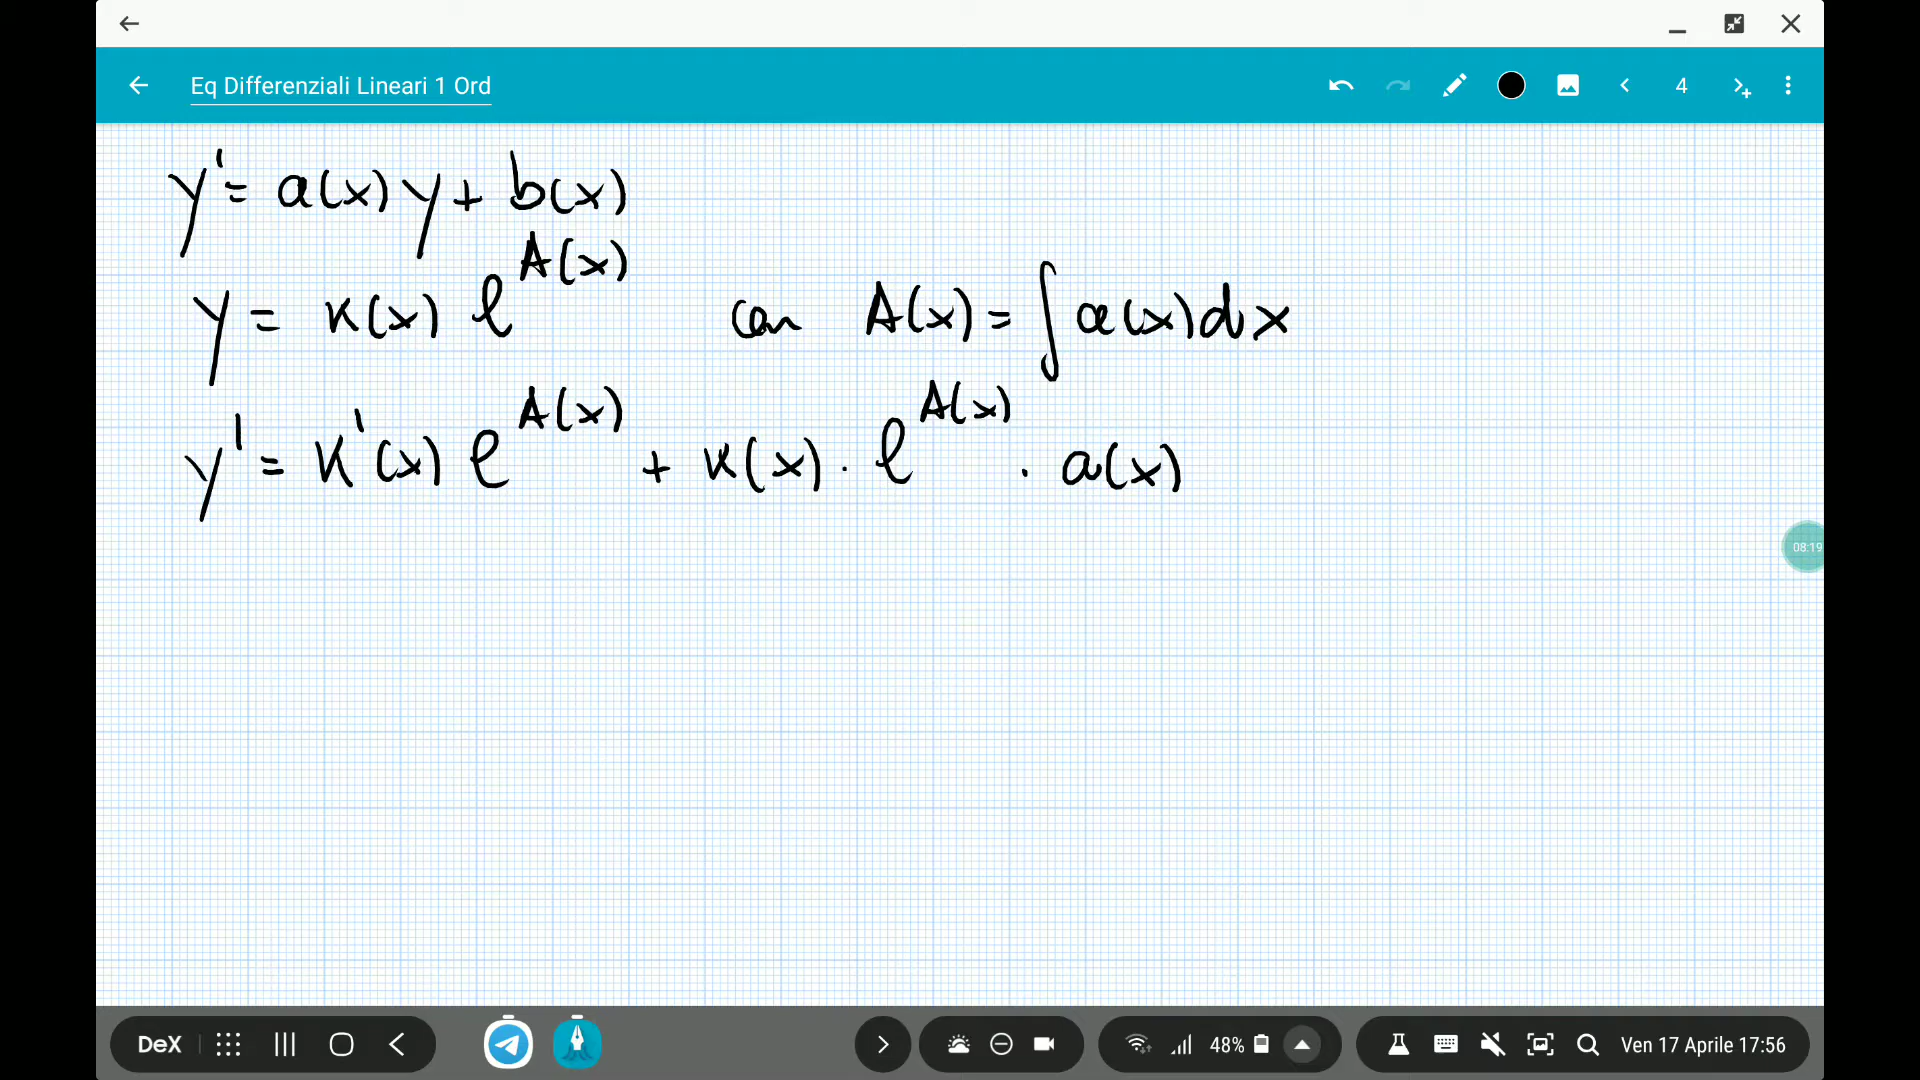 Eq Differenziali Lineari 1 Ord
4
y' = a(x) y + b(x)
y = K(x) e^A(x) con A(x) = ∫ a(x) dx
y' = K'(x) e^A(x) + K(x) · e^A(x) · a(x)
08:19
DeX
48%
Ven 17 Aprile 17:56